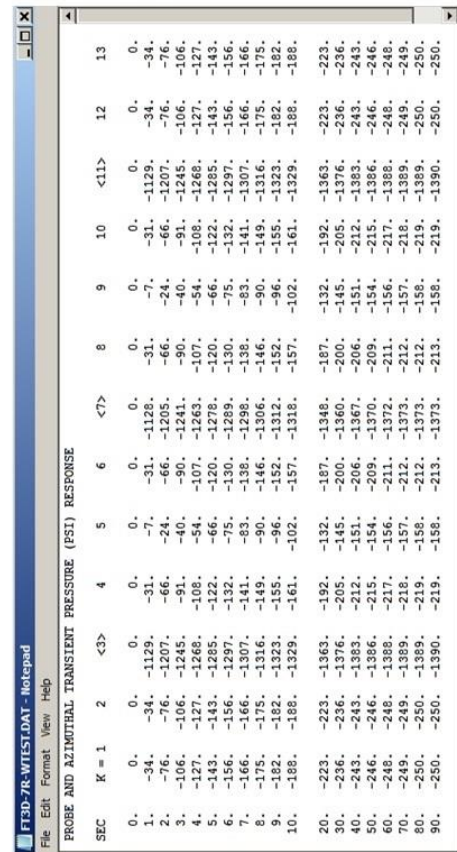 FT3D-7R-WTEST.DAT - Notepad
File Edit Format View Help
PROBE AND AZIMUTHAL TRANSIENT PRESSURE (PSI) RESPONSE
SEC K = 1 2 <3> 4 5 6 <7> 8 9 10 <11> 12 13
0. 0. 0. 0. 0. 0. 0. 0. 0. 0. 0. 0. 0. 0.
1. -34. -34. -1129. -31. -7. -31. -1128. -31. -7. -31. -1129. -34. -34.
2. -76. -76. -1207. -66. -24. -66. -1205. -66. -24. -66. -1207. -76. -76.
3. -106. -106. -1245. -91. -40. -90. -1241. -90. -40. -91. -1245. -106. -106.
4. -127. -127. -1268. -108. -54. -107. -1263. -107. -54. -108. -1268. -127. -127.
5. -143. -143. -1285. -122. -66. -120. -1278. -120. -66. -122. -1285. -143. -143.
6. -156. -156. -1297. -132. -75. -130. -1289. -130. -75. -132. -1297. -156. -156.
7. -166. -166. -1307. -141. -83. -138. -1298. -138. -83. -141. -1307. -166. -166.
8. -175. -175. -1316. -149. -90. -146. -1306. -146. -90. -149. -1316. -175. -175.
9. -182. -182. -1323. -155. -96. -152. -1312. -152. -96. -155. -1323. -182. -182.
10. -188. -188. -1329. -161. -102. -157. -1318. -157. -102. -161. -1329. -188. -188.
20. -223. -223. -1363. -192. -132. -187. -1348. -187. -132. -192. -1363. -223. -223.
30. -236. -236. -1376. -205. -145. -200. -1360. -200. -145. -205. -1376. -236. -236.
40. -243. -243. -1383. -212. -151. -206. -1367. -206. -151. -212. -1383. -243. -243.
50. -246. -246. -1386. -215. -154. -209. -1370. -209. -154. -215. -1386. -246. -246.
60. -248. -248. -1388. -217. -156. -211. -1372. -211. -156. -217. -1388. -248. -248.
70. -249. -249. -1389. -218. -157. -212. -1373. -212. -157. -218. -1389. -249. -249.
80. -250. -250. -1389. -219. -158. -212. -1373. -212. -158. -219. -1389. -250. -250.
90. -250. -250. -1390. -219. -158. -213. -1373. -213. -158. -219. -1390. -250. -250.